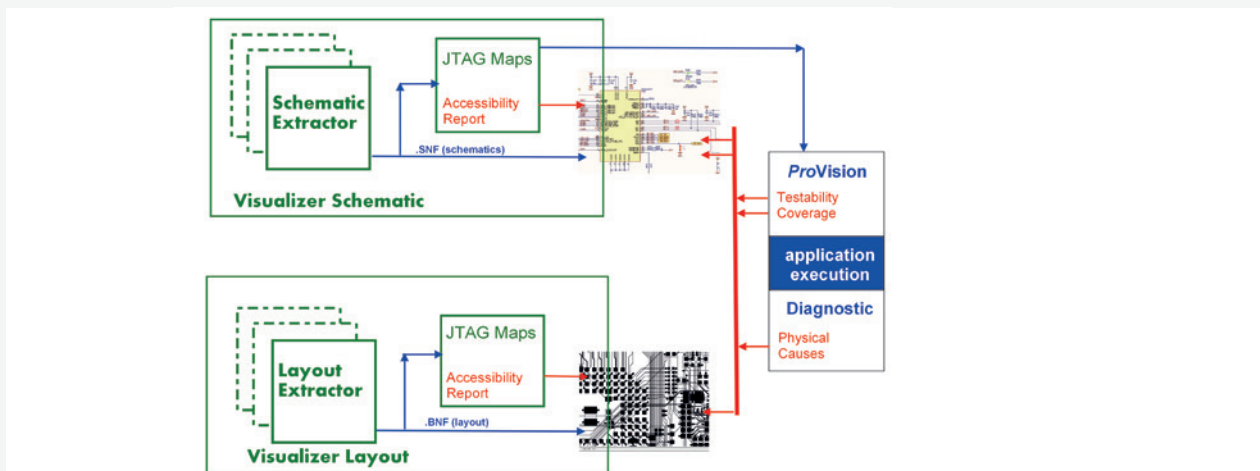 JTAG Maps
Schematic
Extractor
Accessibility
Report
.SNF (schematics)
Visualizer Schematic
ProVision
Testability
Coverage
application
execution
Diagnostic
Physical
Causes
JTAG Maps
Layout
Extractor
Accessibility
Report
.BNF (layout)
Visualizer Layout